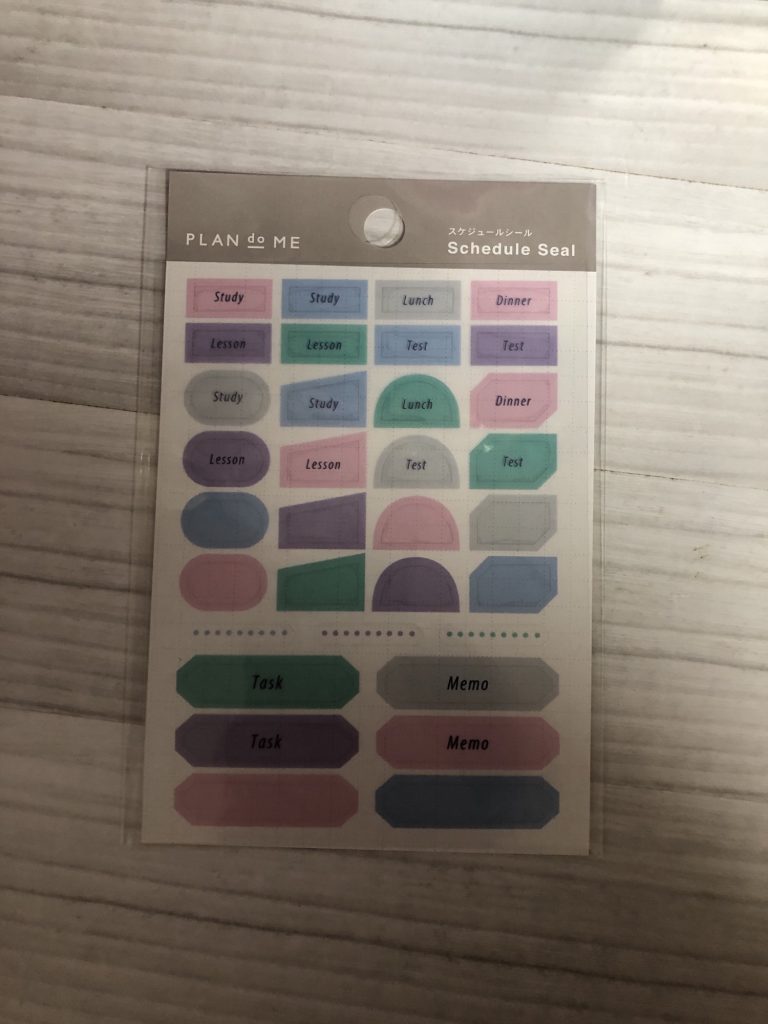 PLAN do ME
スケジュールシール
Schedule Seal
Study Study Lunch Dinner
Lesson Lesson Test Test
Study Study Lunch Dinner
Lesson Lesson Test Test
Task Memo
Task Memo